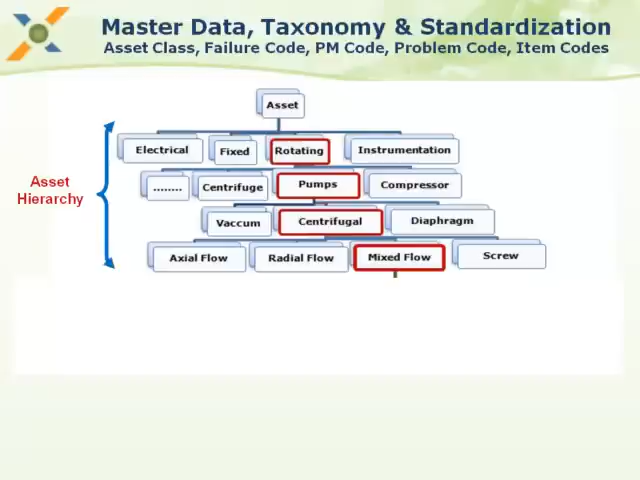 Master Data, Taxonomy & Standardization
Asset Class, Failure Code, PM Code, Problem Code, Item Codes
Asset
Electrical Fixed Rotating Instrumentation
Asset Hierarchy
........ Centrifuge Pumps Compressor
Vaccum Centrifugal Diaphragm
Axial Flow Radial Flow Mixed Flow Screw